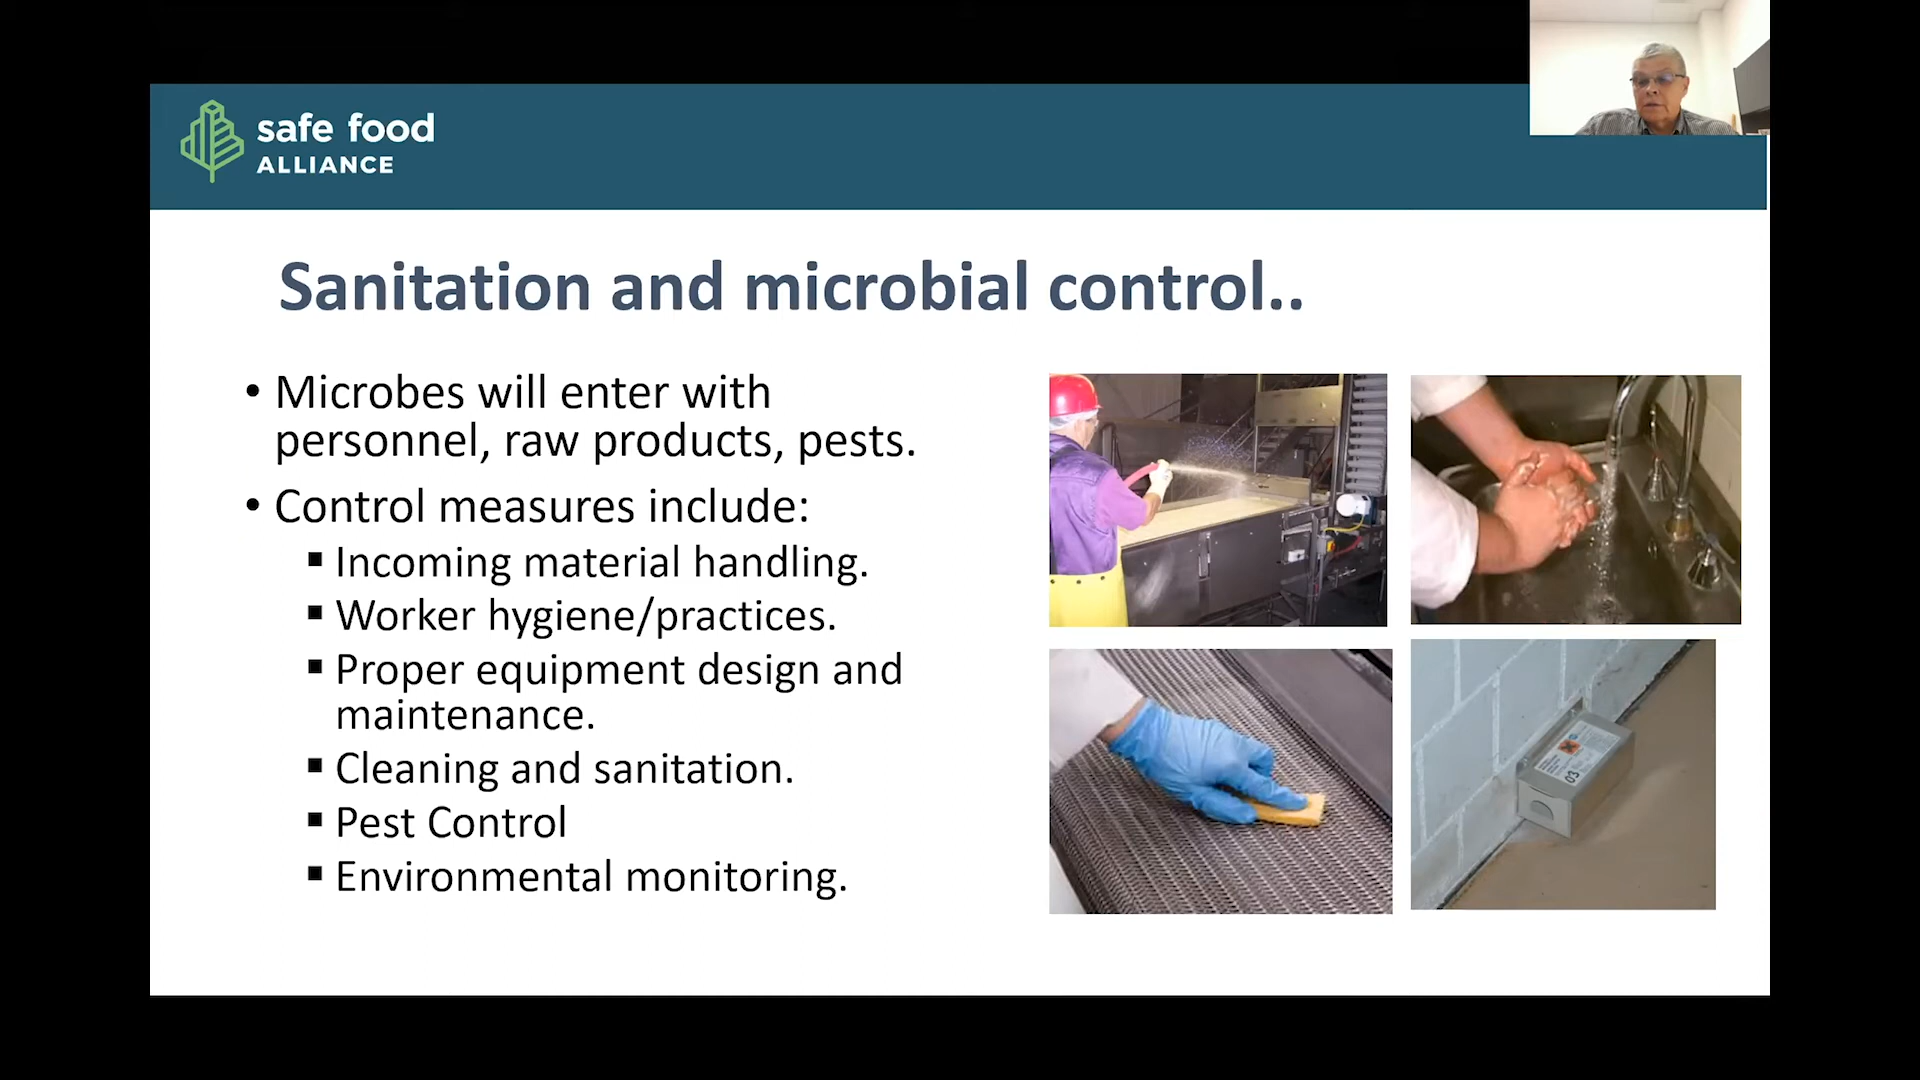 safe food
ALLIANCE
Sanitation and microbial control..
• Microbes will enter with
personnel, raw products, pests.
• Control measures include:
▪ Incoming material handling.
▪ Worker hygiene/practices.
▪ Proper equipment design and
maintenance.
▪ Cleaning and sanitation.
▪ Pest Control
▪ Environmental monitoring.
03